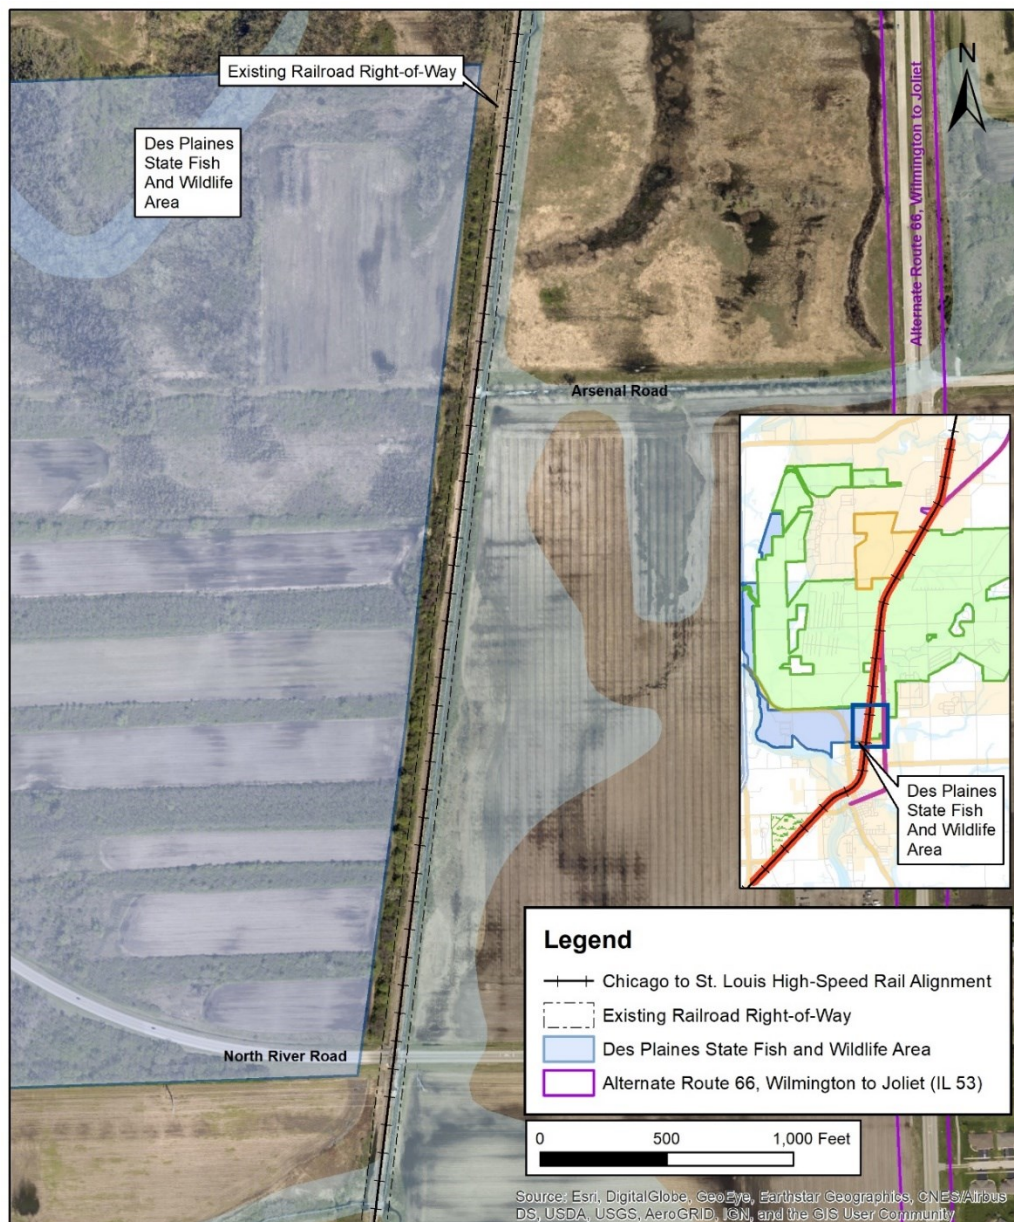 Existing Railroad Right-of-Way
N
Des Plaines
State Fish
And Wildlife
Area
Alternate Route 66, Wilmington to Joliet
Arsenal Road
Des Plaines
State Fish
And Wildlife
Area
North River Road
Legend
Chicago to St. Louis High-Speed Rail Alignment
Existing Railroad Right-of-Way
Des Plaines State Fish and Wildlife Area
Alternate Route 66, Wilmington to Joliet (IL 53)
0 500 1,000 Feet
Source: Esri, DigitalGlobe, GeoEye, Earthstar Geographics, CNES/Airbus
DS, USDA, USGS, AeroGRID, IGN, and the GIS User Community